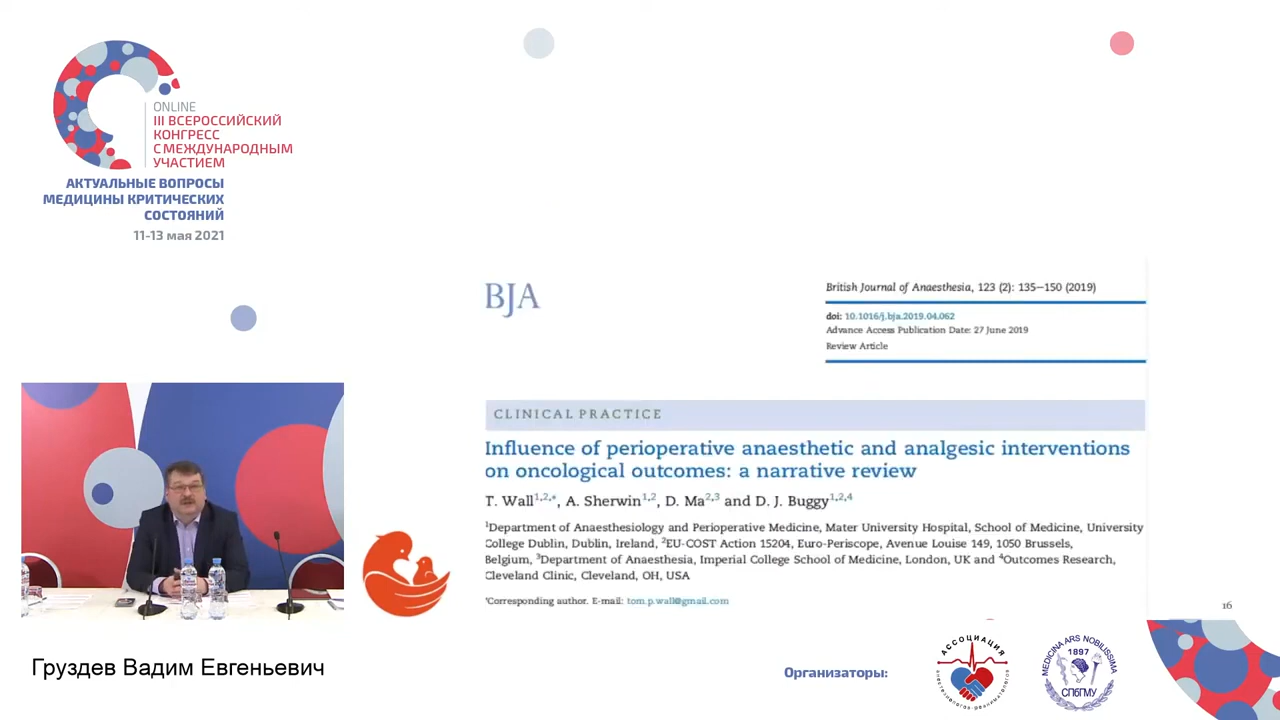 ONLINE
III ВСЕРОССИЙСКИЙ
КОНГРЕСС
С МЕЖДУНАРОДНЫМ
УЧАСТИЕМ
АКТУАЛЬНЫЕ ВОПРОСЫ
МЕДИЦИНЫ КРИТИЧЕСКИХ
СОСТОЯНИЙ
11-13 мая 2021
BJA
British Journal of Anaesthesia, 123 (2): 135–150 (2019)
doi: 10.1016/j.bja.2019.04.062
Advance Access Publication Date: 27 June 2019
Review Article
CLINICAL PRACTICE
Influence of perioperative anaesthetic and analgesic interventions
on oncological outcomes: a narrative review
T. Wall1,2,*, A. Sherwin1,2, D. Ma2,3 and D. J. Buggy1,2,4
1Department of Anaesthesiology and Perioperative Medicine, Mater University Hospital, School of Medicine, University
College Dublin, Dublin, Ireland, 2EU-COST Action 15204, Euro-Periscope, Avenue Louise 149, 1050 Brussels,
Belgium, 3Department of Anaesthesia, Imperial College School of Medicine, London, UK and 4Outcomes Research,
Cleveland Clinic, Cleveland, OH, USA
*Corresponding author. E-mail: tom.p.wall@gmail.com
16
Груздев Вадим Евгеньевич
Организаторы:
АССОЦИАЦИЯ
анестезиологов-реаниматологов
MEDICINA ARS NOBILISSIMA
1897
СПбГМУ